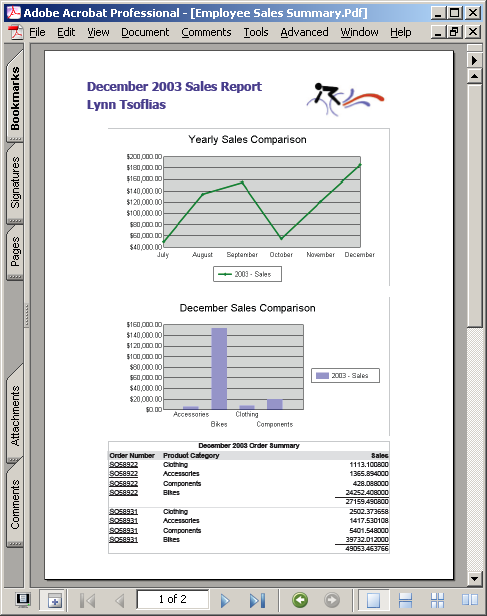 Adobe Acrobat Professional - [Employee Sales Summary.Pdf]
File Edit View Document Comments Tools Advanced Window Help
Bookmarks
Signatures
Pages
Attachments
Comments
December 2003 Sales Report
Lynn Tsoflias
Yearly Sales Comparison
$200,000.00
$180,000.00
$160,000.00
$140,000.00
$120,000.00
$100,000.00
$80,000.00
$60,000.00
$40,000.00
July August September October November December
2003 - Sales
December Sales Comparison
$160,000.00
$140,000.00
$120,000.00
$100,000.00
$80,000.00
$60,000.00
$40,000.00
$20,000.00
$0.00
Accessories Clothing
Bikes Components
2003 - Sales
December 2003 Order Summary
Order Number Product Category Sales
SO58922 Clothing 1113.100800
SO58922 Accessories 1365.894000
SO58922 Components 428.088000
SO58922 Bikes 24252.408000
27159.490800
SO58931 Clothing 2502.373658
SO58931 Accessories 1417.530108
SO58931 Components 5401.548000
SO58931 Bikes 39732.012000
49053.463766
1 of 2